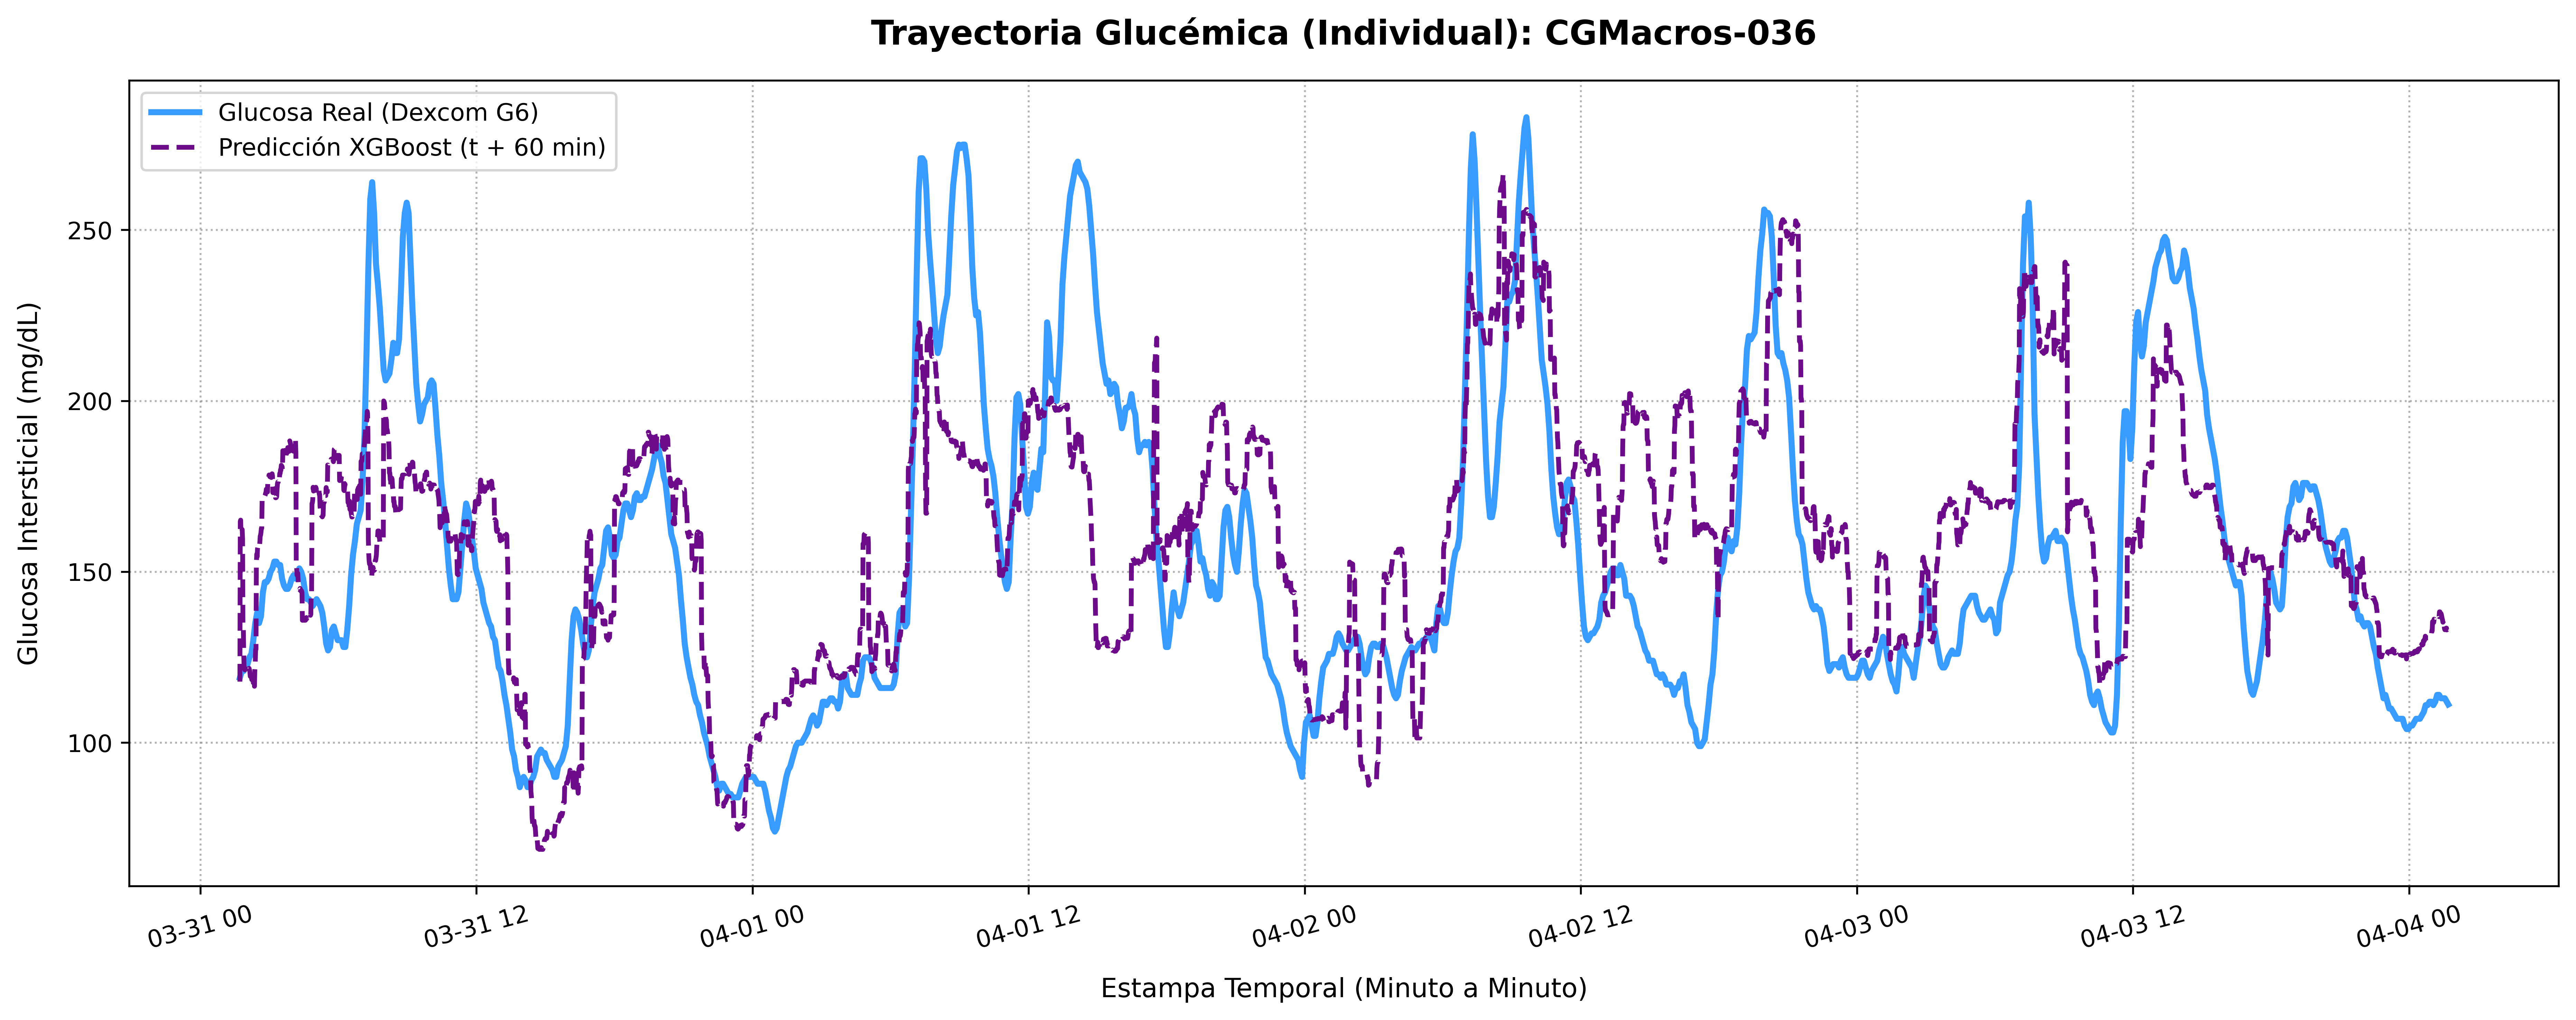 Trayectoria Glucémica (Individual): CGMacros-036
Glucosa Real (Dexcom G6)
Predicción XGBoost (t + 60 min)
Glucosa Intersticial (mg/dL)
250
200
150
100
03-31 00
03-31 12
04-01 00
04-01 12
04-02 00
04-02 12
04-03 00
04-03 12
04-04 00
Estampa Temporal (Minuto a Minuto)